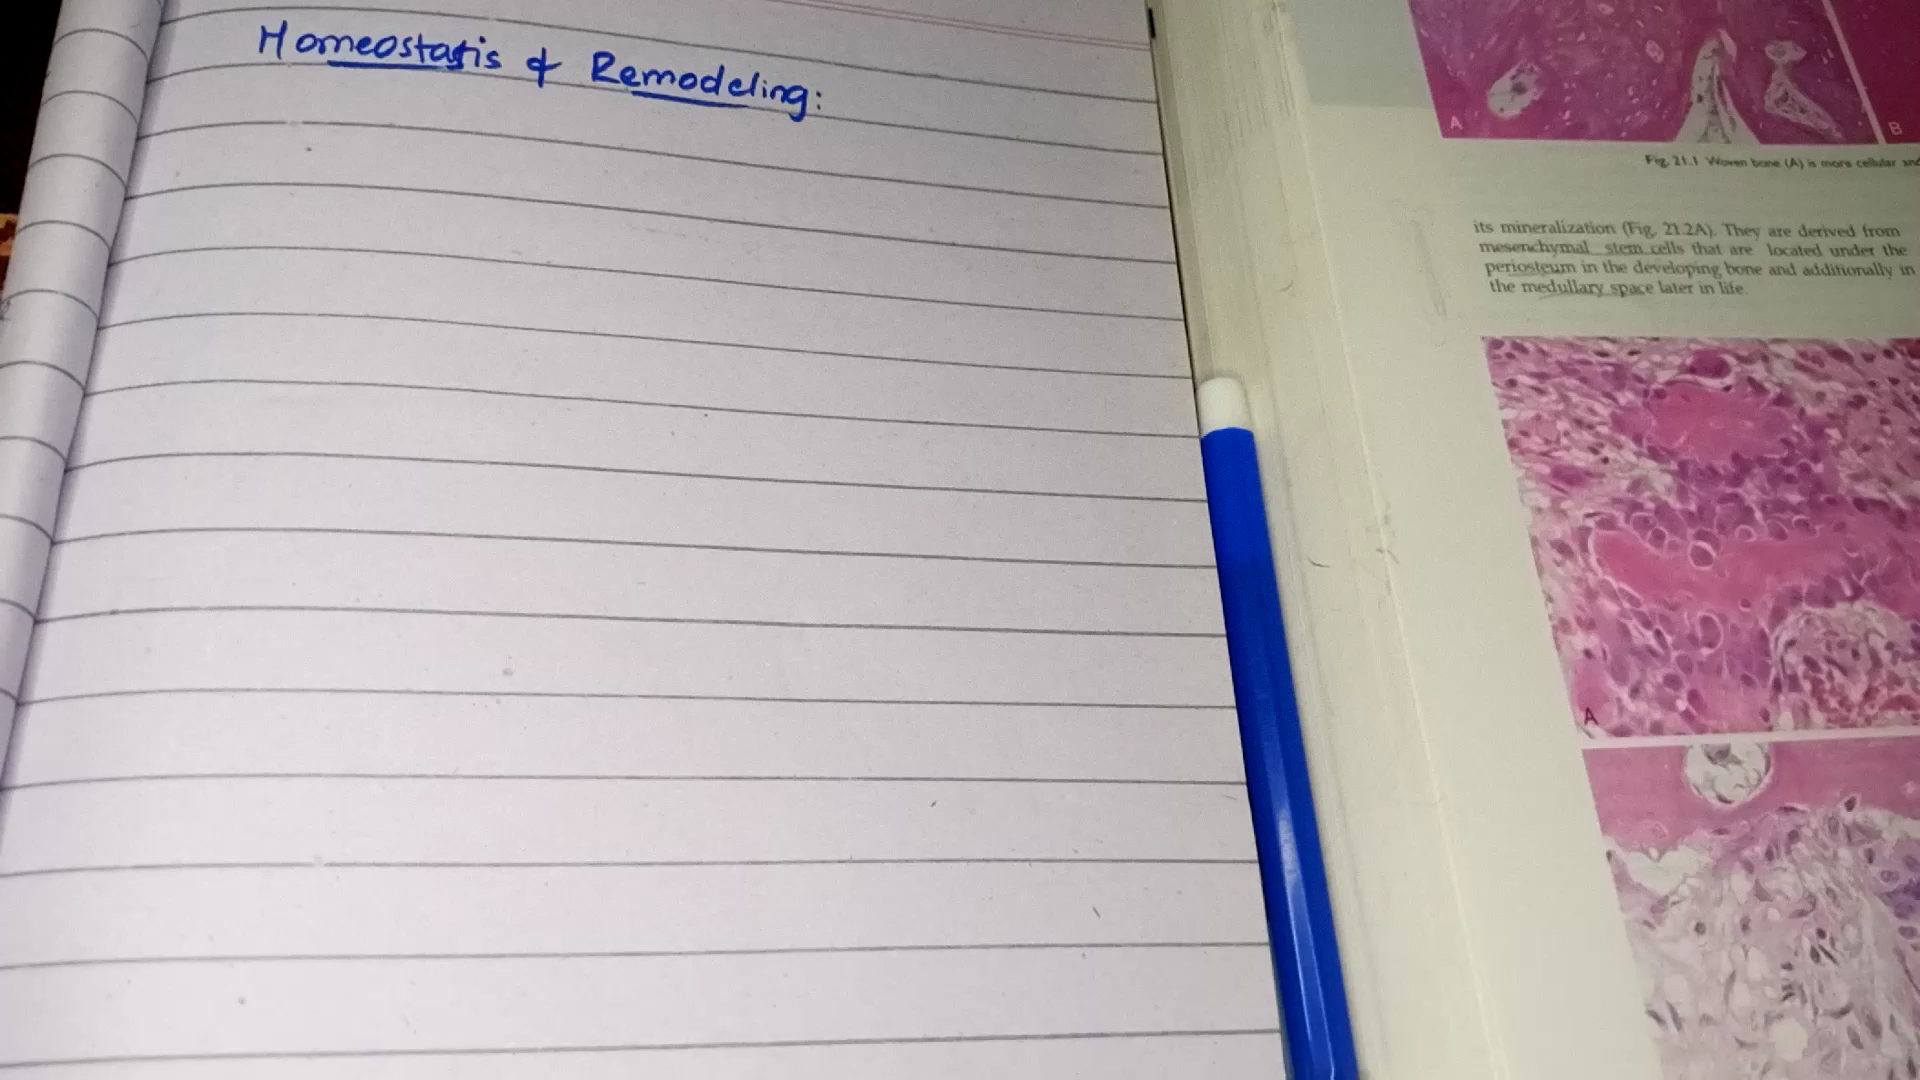 Homeostasis & Remodeling:
A
B
Fig. 21.1 Woven bone (A) is more cellular and
its mineralization (Fig. 21.2A). They are derived from
mesenchymal stem cells that are located under the
periosteum in the developing bone and additionally in
the medullary space later in life.
A